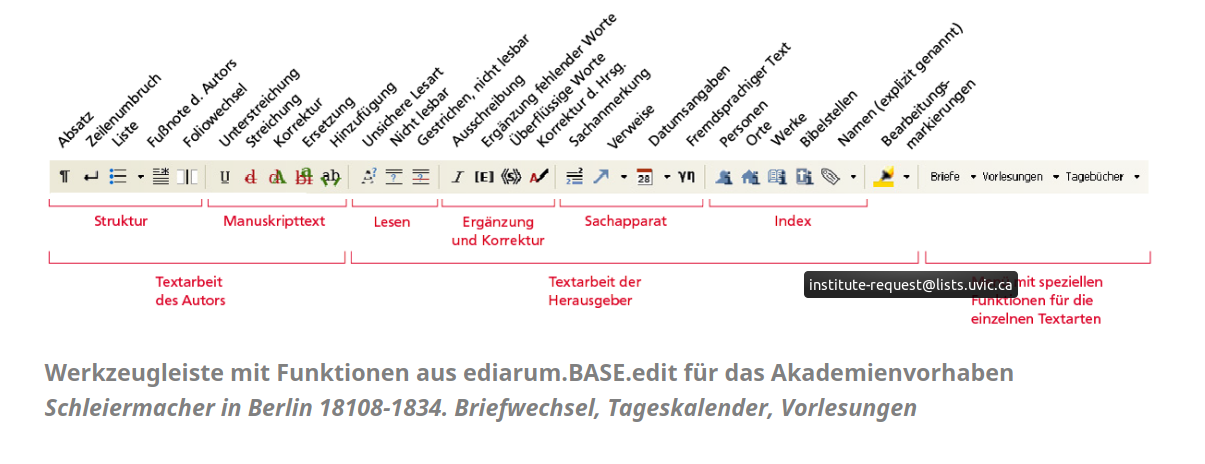 Absatz
Zeilenumbruch
Liste
Fußnote d. Autors
Foliowechsel
Unterstreichung
Streichung
Korrektur
Ersetzung
Hinzufügung
Unsichere Lesart
Nicht lesbar
Gestrichen, nicht lesbar
Ausschreibung
Ergänzung fehlender Worte
Überflüssige Worte
Korrektur d. Hrsg.
Sachanmerkung
Verweise
Datumsangaben
Fremdsprachiger Text
Personen
Orte
Werke
Bibelstellen
Namen (explizit genannt)
Bearbeitungs-
markierungen
¶ U d ab I [E] 28 γη Briefe Vorlesungen Tagebücher
Struktur Manuskripttext Lesen Ergänzung Sachapparat Index
und Korrektur
Textarbeit Textarbeit der mit speziellen
des Autors Herausgeber Funktionen für die
einzelnen Textarten
institute-request@lists.uvic.ca
Werkzeugleiste mit Funktionen aus ediarum.BASE.edit für das Akademienvorhaben
Schleiermacher in Berlin 18108-1834. Briefwechsel, Tageskalender, Vorlesungen